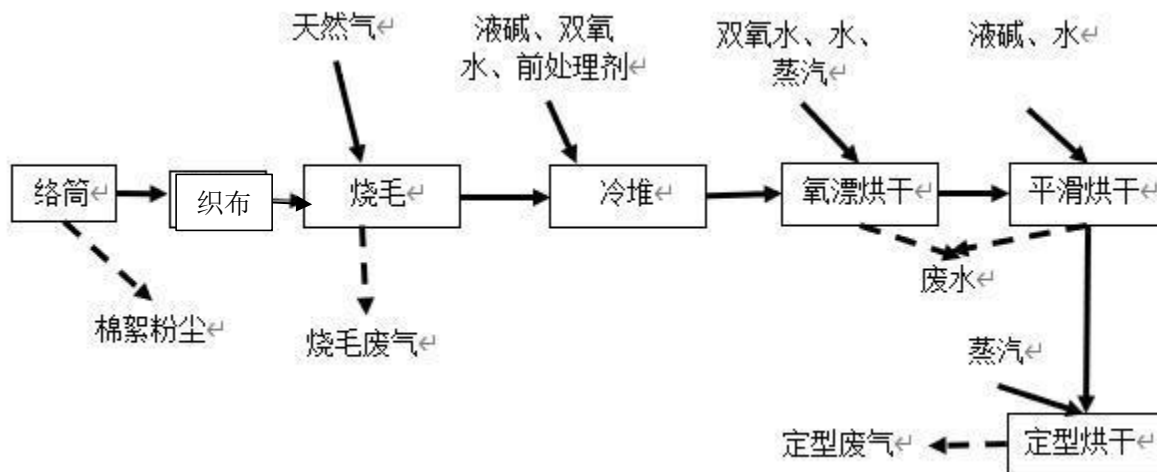 天然气↵
液碱、双氧
水、前处理剂↵
双氧水、水、
蒸汽↵
液碱、水↵
络筒↵
织布
烧毛↵
冷堆↵
氧漂烘干↵
平滑烘干↵
棉絮粉尘↵
烧毛废气↵
废水↵
蒸汽↵
定型废气↵
定型烘干↵